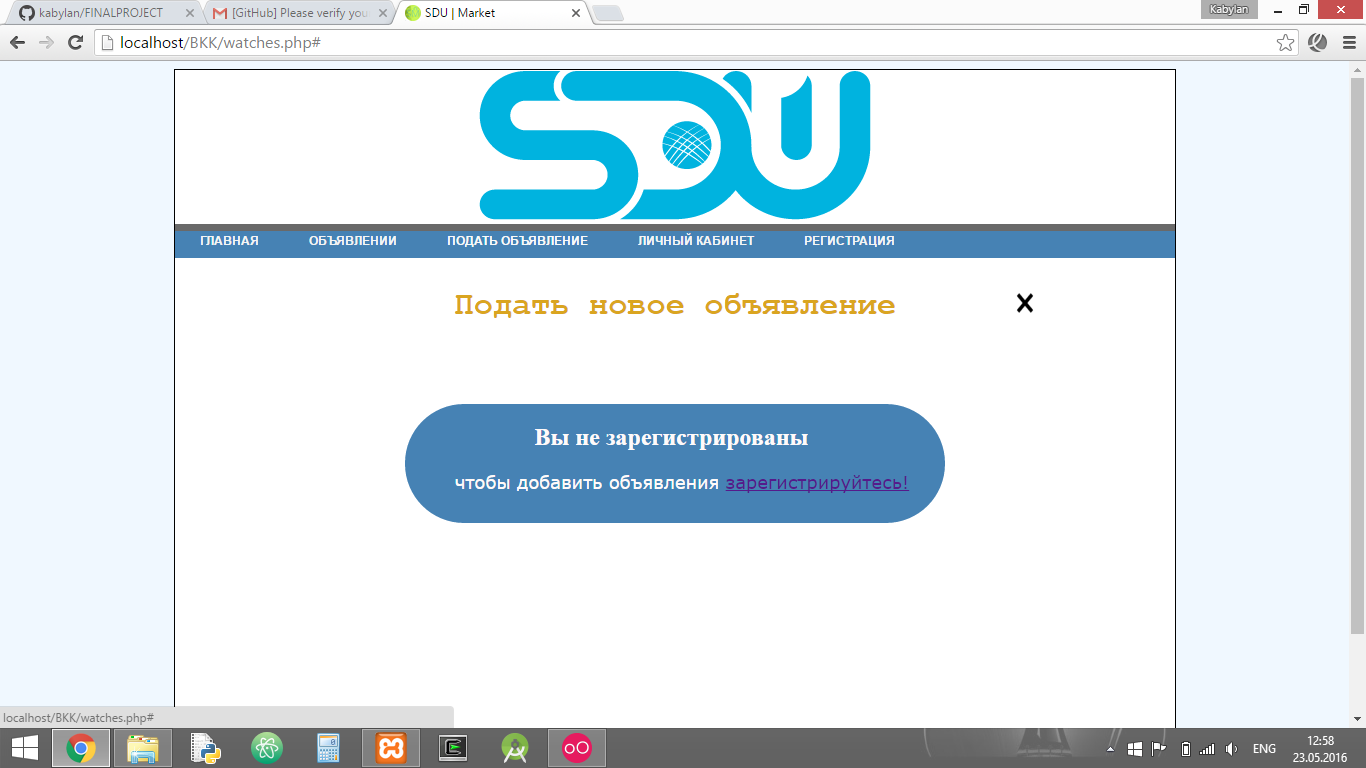 kabylan/FINALPROJECT
[GitHub] Please verify you
SDU | Market
Kabylan
localhost/BKK/watches.php#
SDU
ГЛАВНАЯ ОБЪЯВЛЕНИИ ПОДАТЬ ОБЪЯВЛЕНИЕ ЛИЧНЫЙ КАБИНЕТ РЕГИСТРАЦИЯ
Подать новое объявление X
Вы не зарегистрированы
чтобы добавить объявления зарегистрируйтесь!
localhost/BKK/watches.php#
ENG
12:58
23.05.2016